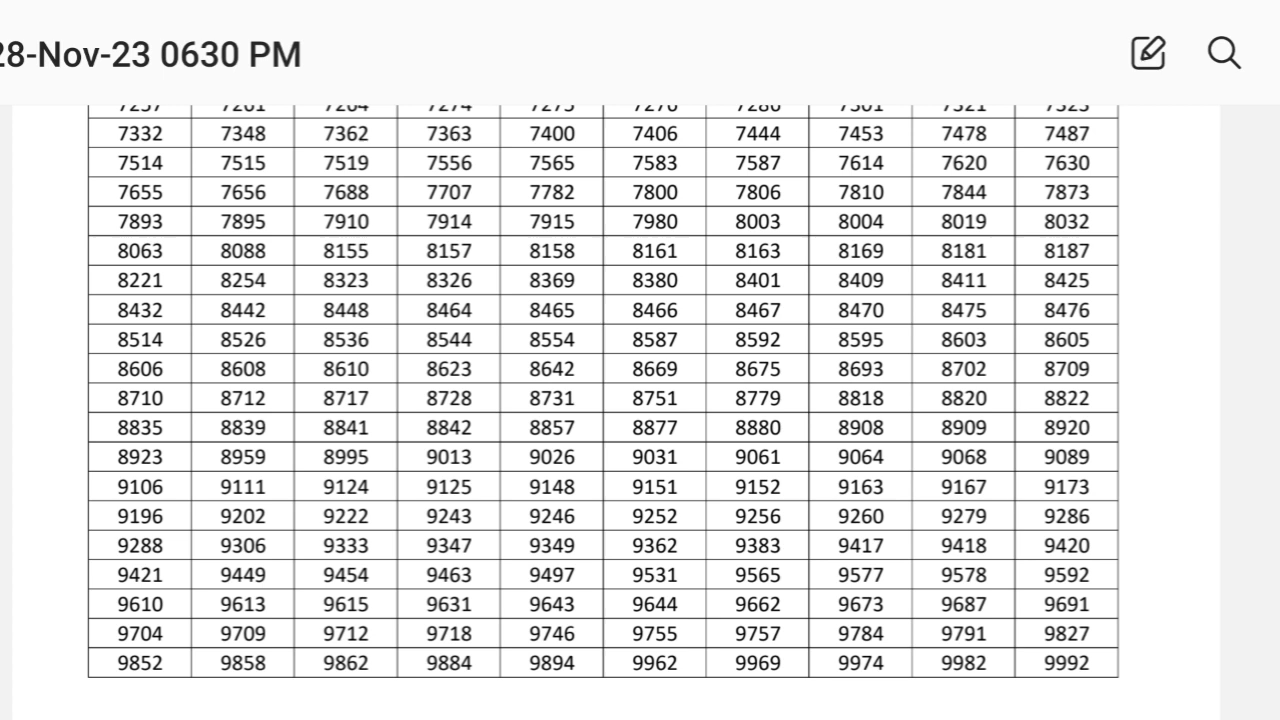 28-Nov-23 0630 PM
7332 7348 7362 7363 7400 7406 7444 7453 7478 7487
7514 7515 7519 7556 7565 7583 7587 7614 7620 7630
7655 7656 7688 7707 7782 7800 7806 7810 7844 7873
7893 7895 7910 7914 7915 7980 8003 8004 8019 8032
8063 8088 8155 8157 8158 8161 8163 8169 8181 8187
8221 8254 8323 8326 8369 8380 8401 8409 8411 8425
8432 8442 8448 8464 8465 8466 8467 8470 8475 8476
8514 8526 8536 8544 8554 8587 8592 8595 8603 8605
8606 8608 8610 8623 8642 8669 8675 8693 8702 8709
8710 8712 8717 8728 8731 8751 8779 8818 8820 8822
8835 8839 8841 8842 8857 8877 8880 8908 8909 8920
8923 8959 8995 9013 9026 9031 9061 9064 9068 9089
9106 9111 9124 9125 9148 9151 9152 9163 9167 9173
9196 9202 9222 9243 9246 9252 9256 9260 9279 9286
9288 9306 9333 9347 9349 9362 9383 9417 9418 9420
9421 9449 9454 9463 9497 9531 9565 9577 9578 9592
9610 9613 9615 9631 9643 9644 9662 9673 9687 9691
9704 9709 9712 9718 9746 9755 9757 9784 9791 9827
9852 9858 9862 9884 9894 9962 9969 9974 9982 9992